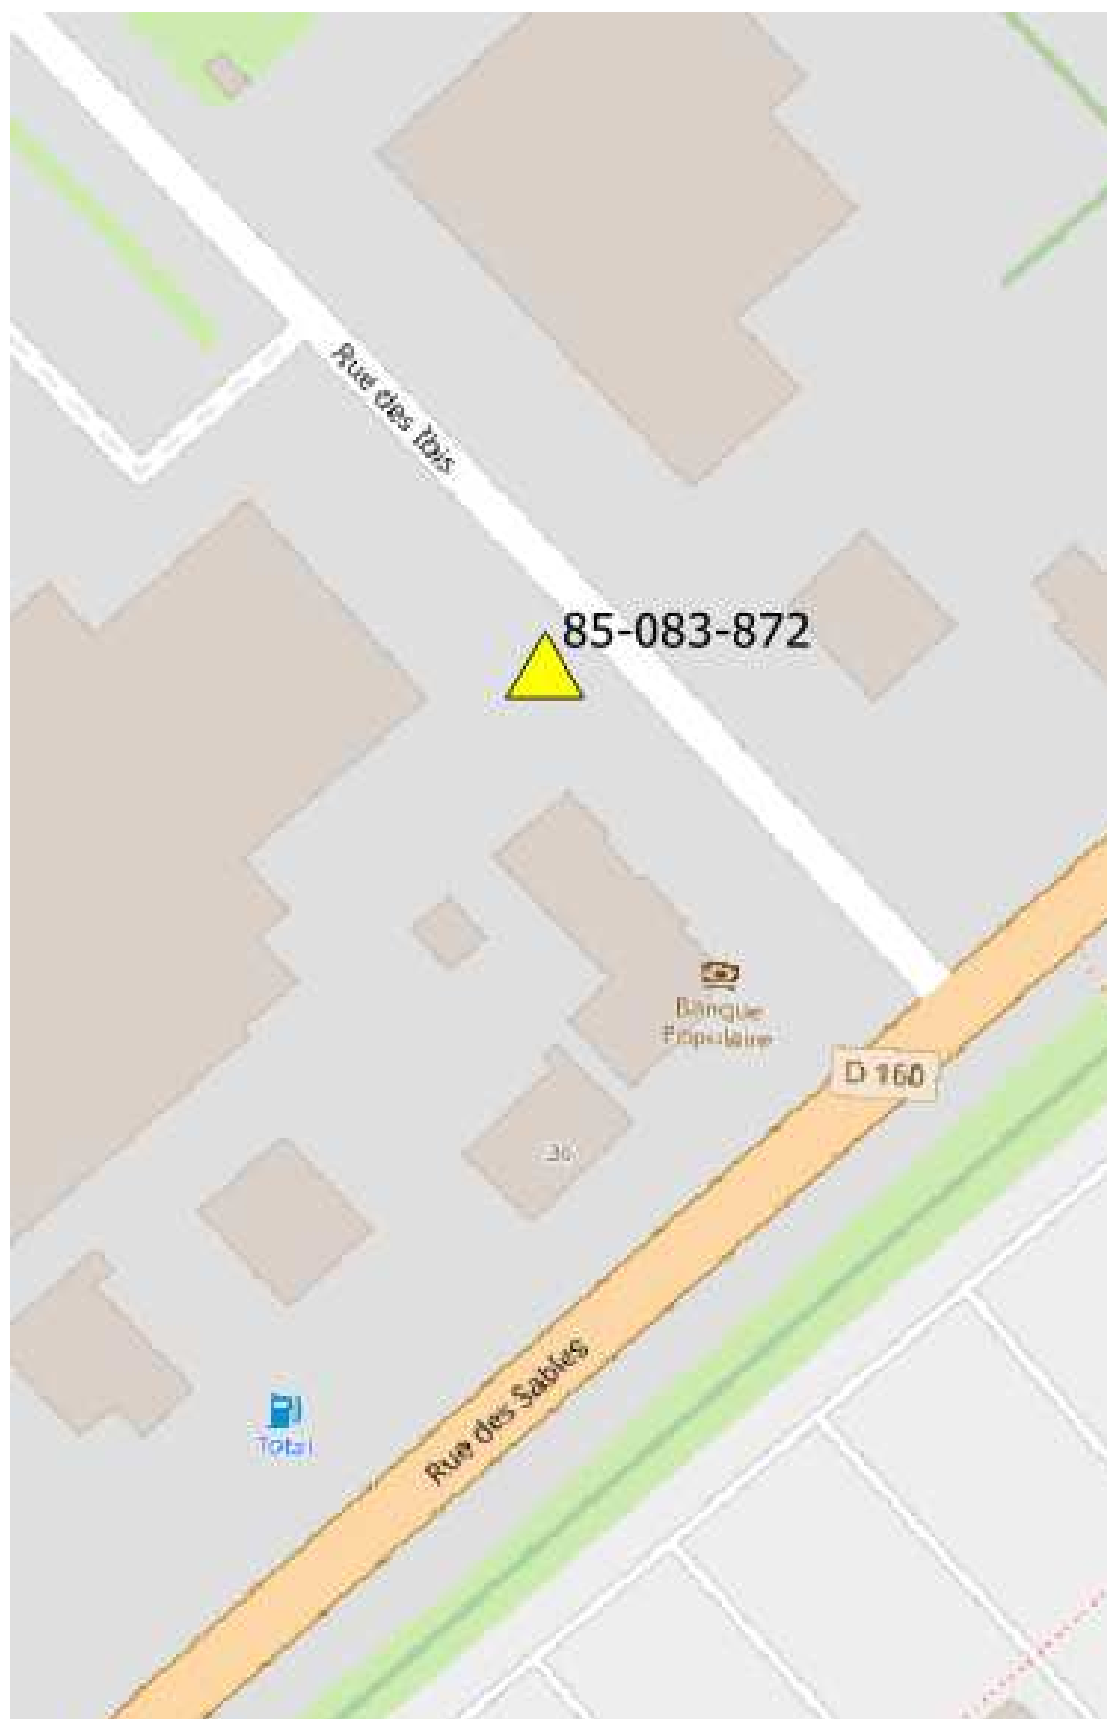 Rue des Ibis
85-083-872
Banque
Populaire
D 160
Rue des Sables
Total